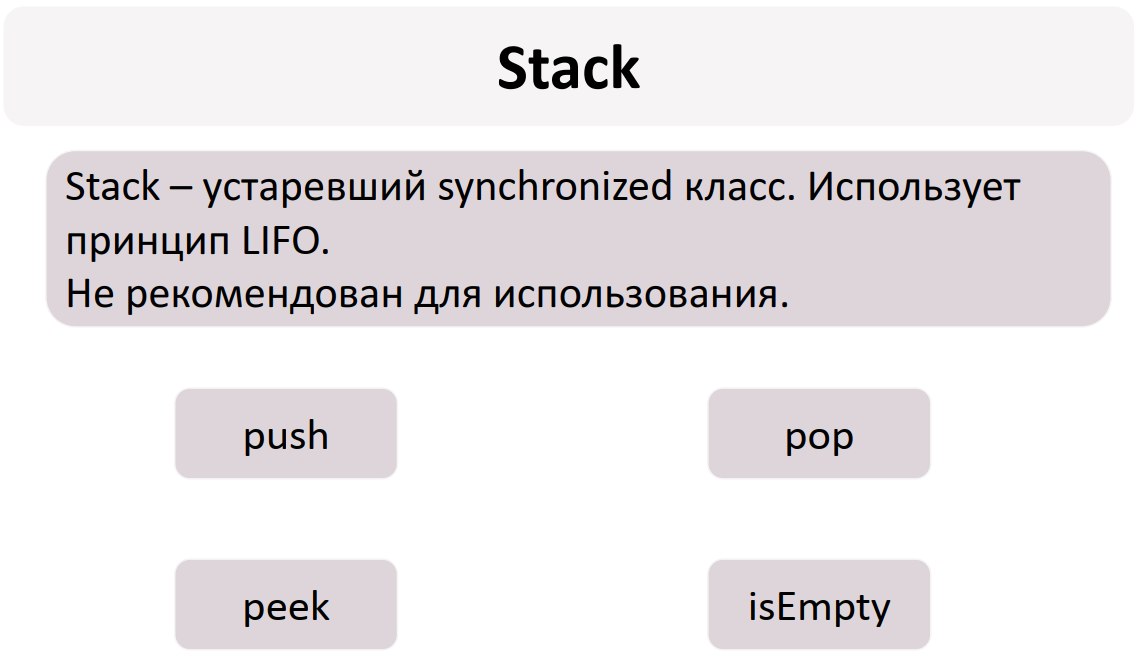 Stack
Stack – устаревший synchronized класс. Использует
принцип LIFO.
Не рекомендован для использования.
push
pop
peek
isEmpty